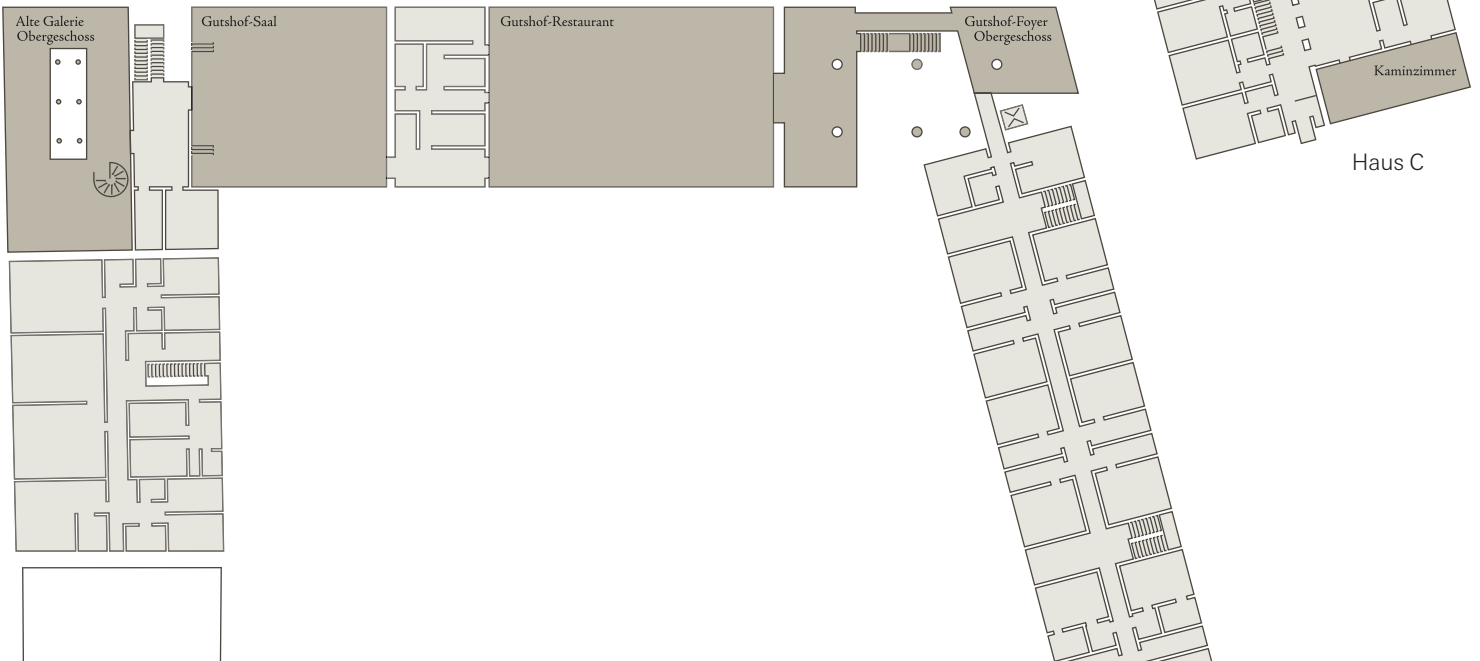 Alte Galerie
Obergeschoss
Gutshof-Saal
Gutshof-Restaurant
Gutshof-Foyer
Obergeschoss
Kaminzimmer
Haus C